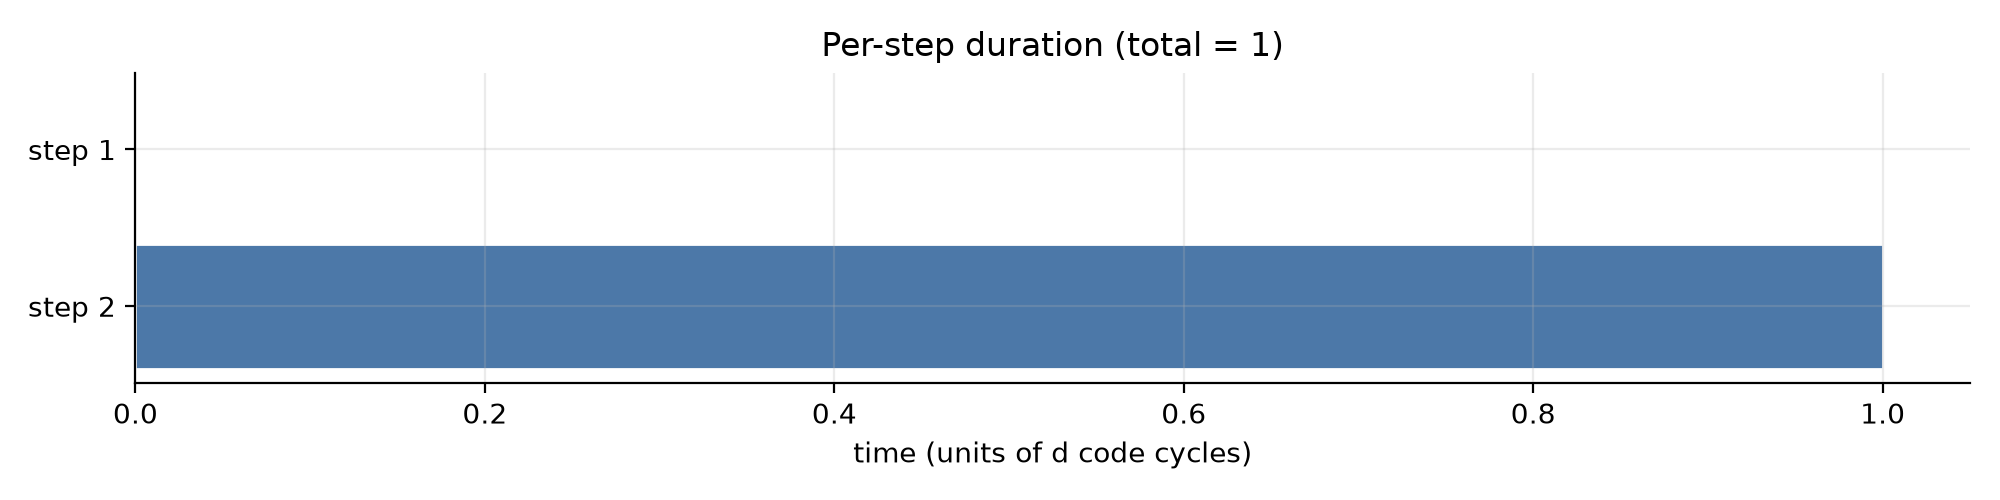 Per-step duration (total = 1)
step 1
step 2
0.0 0.2 0.4 0.6 0.8 1.0
time (units of d code cycles)